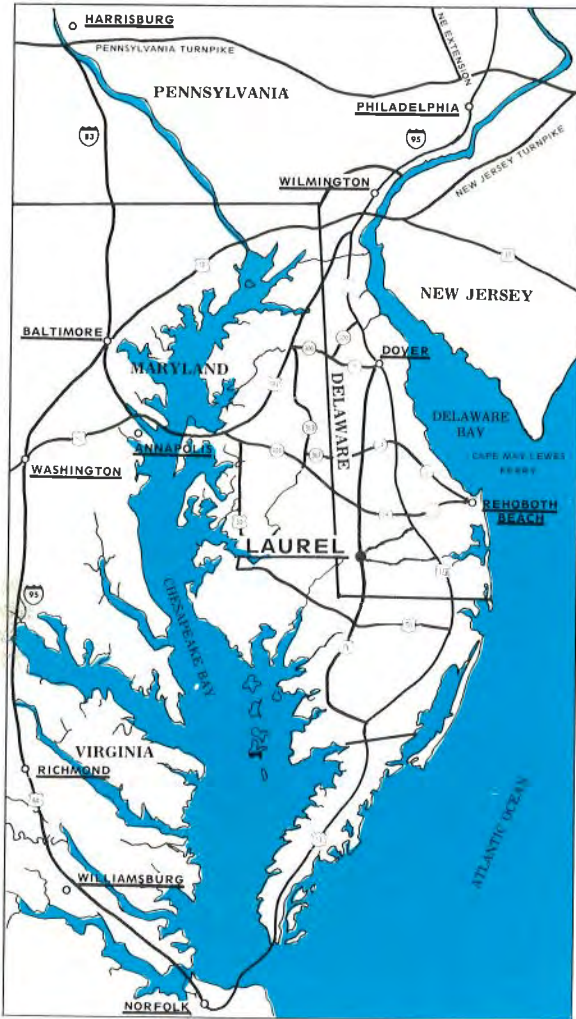 HARRISBURG
PENNSYLVANIA TURNPIKE
NE EXTENSION
PENNSYLVANIA
PHILADELPHIA
83
95
NEW JERSEY TURNPIKE
WILMINGTON
NEW JERSEY
BALTIMORE
MARYLAND
DOVER
DELAWARE
DELAWARE
BAY
ANNAPOLIS
CAPE MAY LEWES
FERRY
WASHINGTON
REHOBOTH
BEACH
LAUREL
95
CHESAPEAKE BAY
VIRGINIA
RICHMOND
ATLANTIC OCEAN
WILLIAMSBURG
NORFOLK